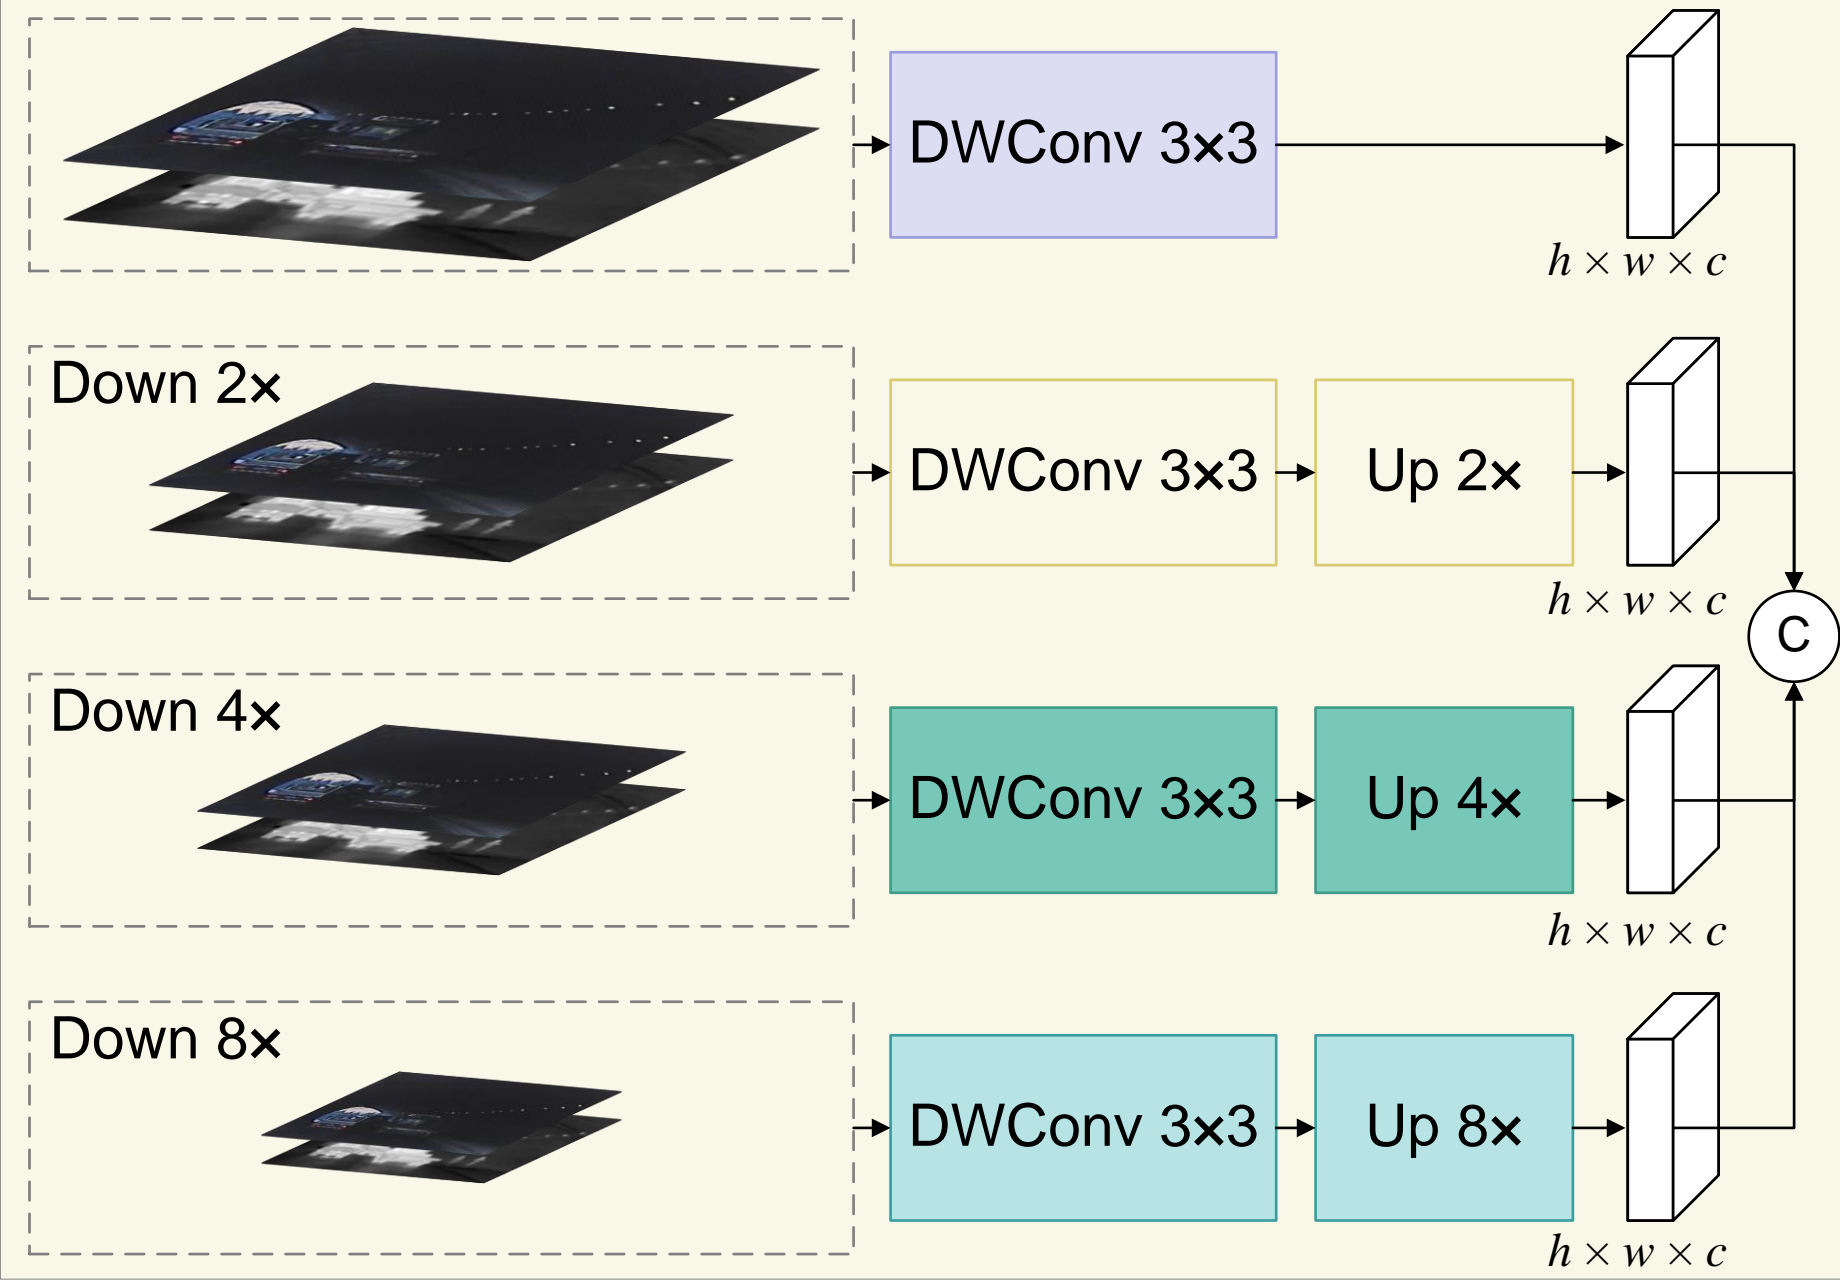 DWConv 3×3
h × w × c
Down 2×
DWConv 3×3
Up 2×
h × w × c
C
Down 4×
DWConv 3×3
Up 4×
h × w × c
Down 8×
DWConv 3×3
Up 8×
h × w × c